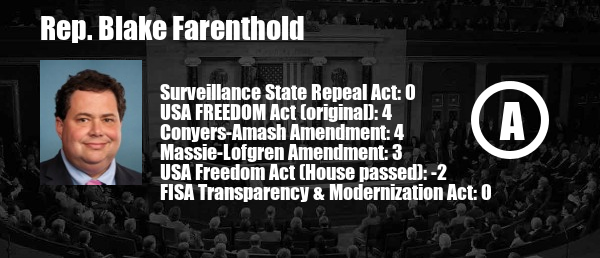 Rep. Blake Farenthold
Surveillance State Repeal Act: 0
USA FREEDOM Act (original): 4
Conyers-Amash Amendment: 4
Massie-Lofgren Amendment: 3
USA Freedom Act (House passed): -2
FISA Transparency & Modernization Act: 0
A